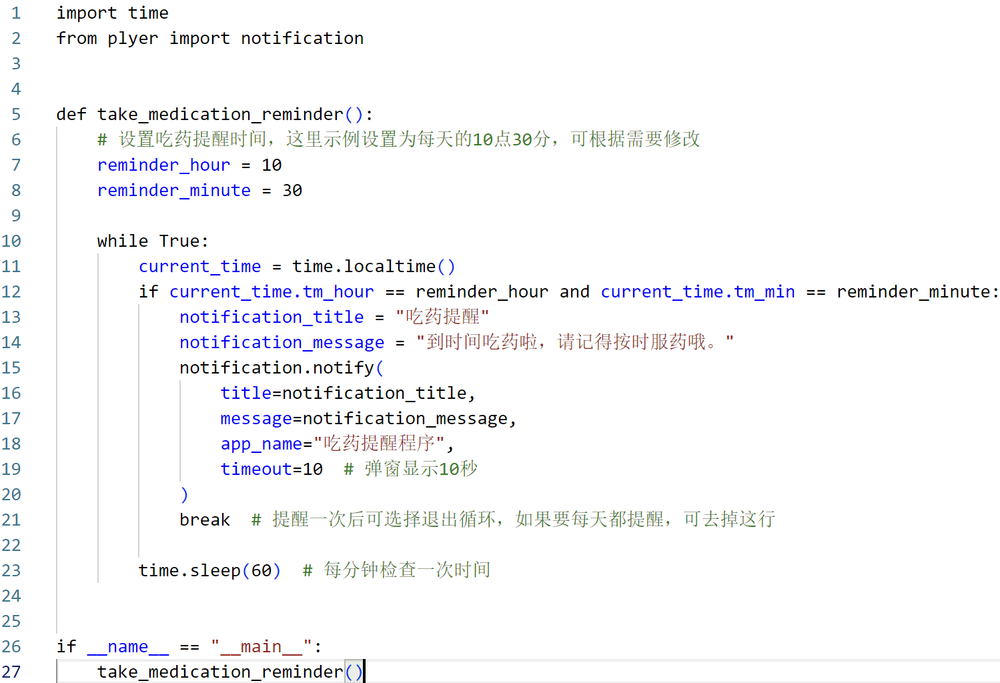 1 import time
2 from plyer import notification
3
4
5 def take_medication_reminder():
6     # 设置吃药提醒时间，这里示例设置为每天的10点30分，可根据需要修改
7     reminder_hour = 10
8     reminder_minute = 30
9
10     while True:
11         current_time = time.localtime()
12         if current_time.tm_hour == reminder_hour and current_time.tm_min == reminder_minute:
13             notification_title = "吃药提醒"
14             notification_message = "到时间吃药啦，请记得按时服药哦。"
15             notification.notify(
16                 title=notification_title,
17                 message=notification_message,
18                 app_name="吃药提醒程序",
19                 timeout=10  # 弹窗显示10秒
20             )
21             break  # 提醒一次后可选择退出循环，如果要每天都提醒，可去掉这行
22
23         time.sleep(60)  # 每分钟检查一次时间
24
25
26 if __name__ == "__main__":
27     take_medication_reminder()